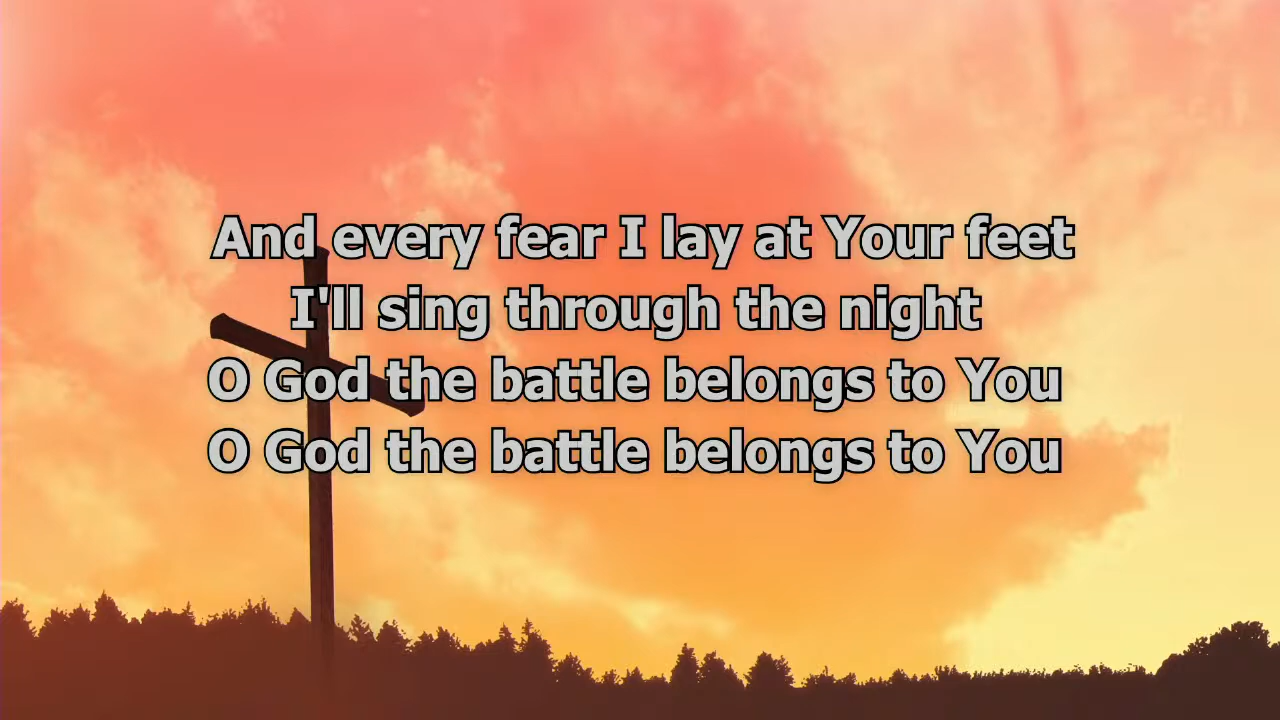 And every fear I lay at Your feet
I'll sing through the night
O God the battle belongs to You
O God the battle belongs to You